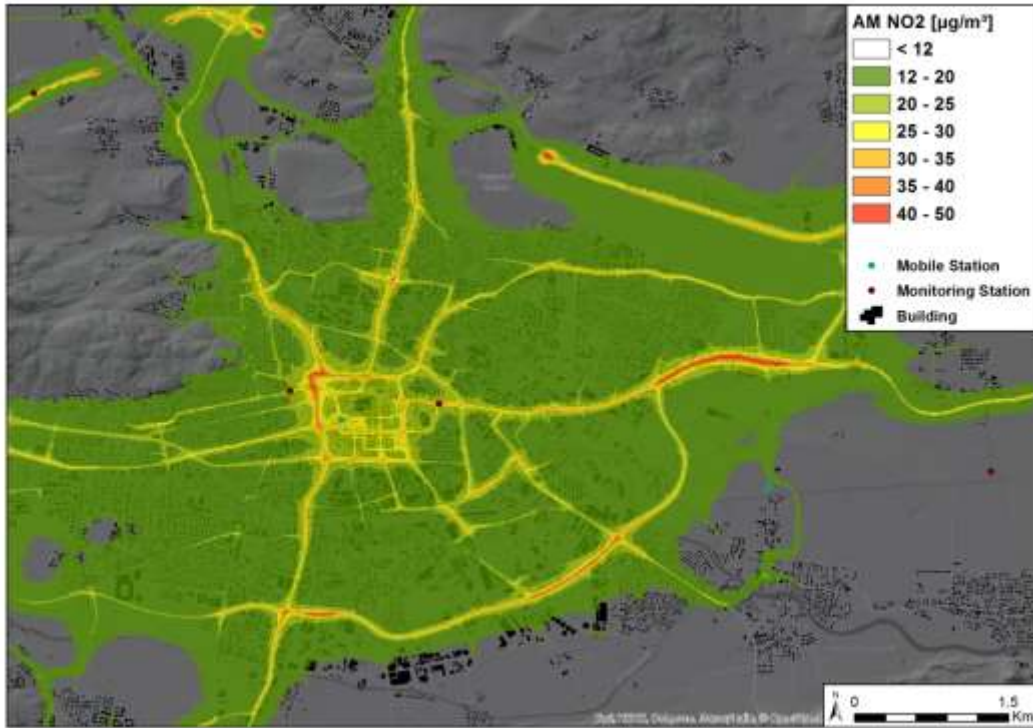 AM NO2 [µg/m³]
< 12
12 - 20
20 - 25
25 - 30
30 - 35
35 - 40
40 - 50
Mobile Station
Monitoring Station
Building
N
0 1.5
Km